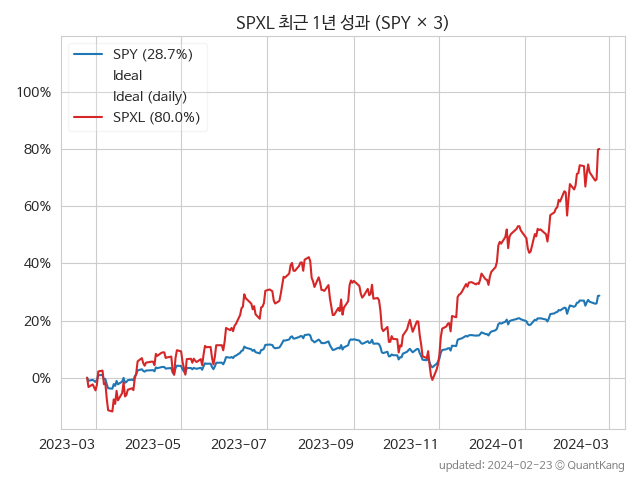 SPXL 최근 1년 성과 (SPY × 3)
SPY (28.7%)
Ideal
Ideal (daily)
SPXL (80.0%)
100%
80%
60%
40%
20%
0%
2023-03 2023-05 2023-07 2023-09 2023-11 2024-01 2024-03
updated: 2024-02-23 © QuantKang